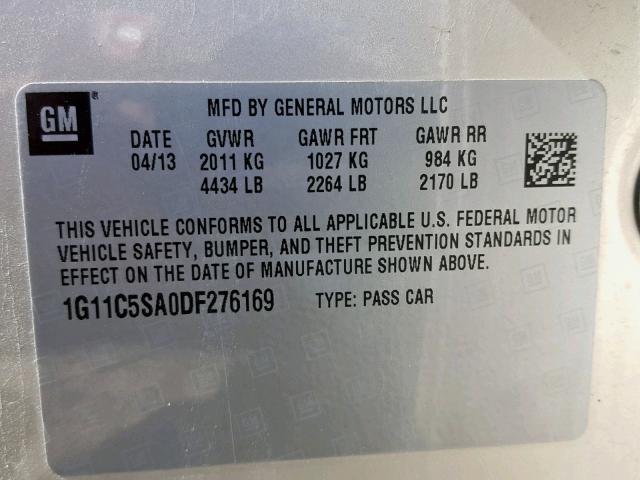 GM ® MFD BY GENERAL MOTORS LLC
DATE GVWR GAWR FRT GAWR RR
04/13 2011 KG 1027 KG 984 KG
4434 LB 2264 LB 2170 LB
THIS VEHICLE CONFORMS TO ALL APPLICABLE U.S. FEDERAL MOTOR
VEHICLE SAFETY, BUMPER, AND THEFT PREVENTION STANDARDS IN
EFFECT ON THE DATE OF MANUFACTURE SHOWN ABOVE.
1G11C5SA0DF276169 TYPE: PASS CAR